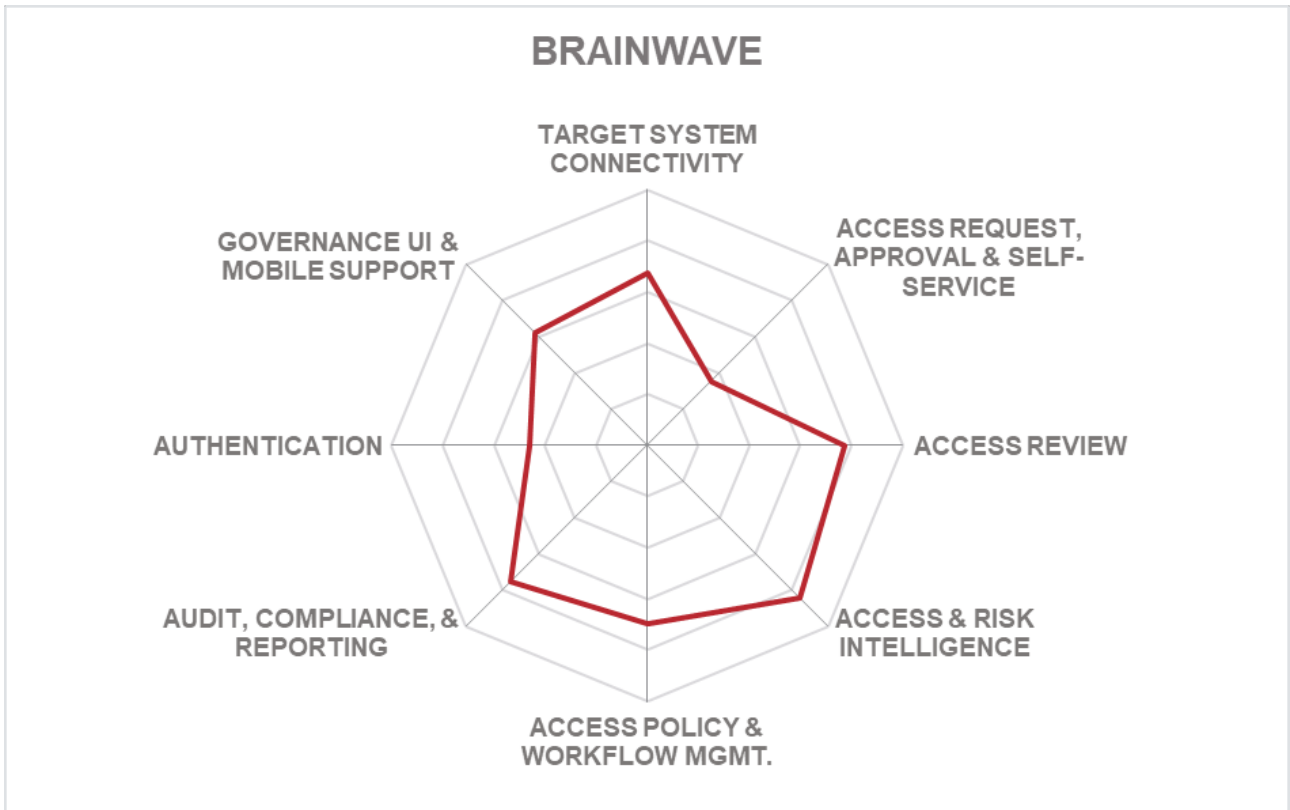 BRAINWAVE
TARGET SYSTEM
CONNECTIVITY
ACCESS REQUEST,
APPROVAL & SELF-
SERVICE
ACCESS REVIEW
ACCESS & RISK
INTELLIGENCE
ACCESS POLICY &
WORKFLOW MGMT.
AUDIT, COMPLIANCE, &
REPORTING
AUTHENTICATION
GOVERNANCE UI &
MOBILE SUPPORT